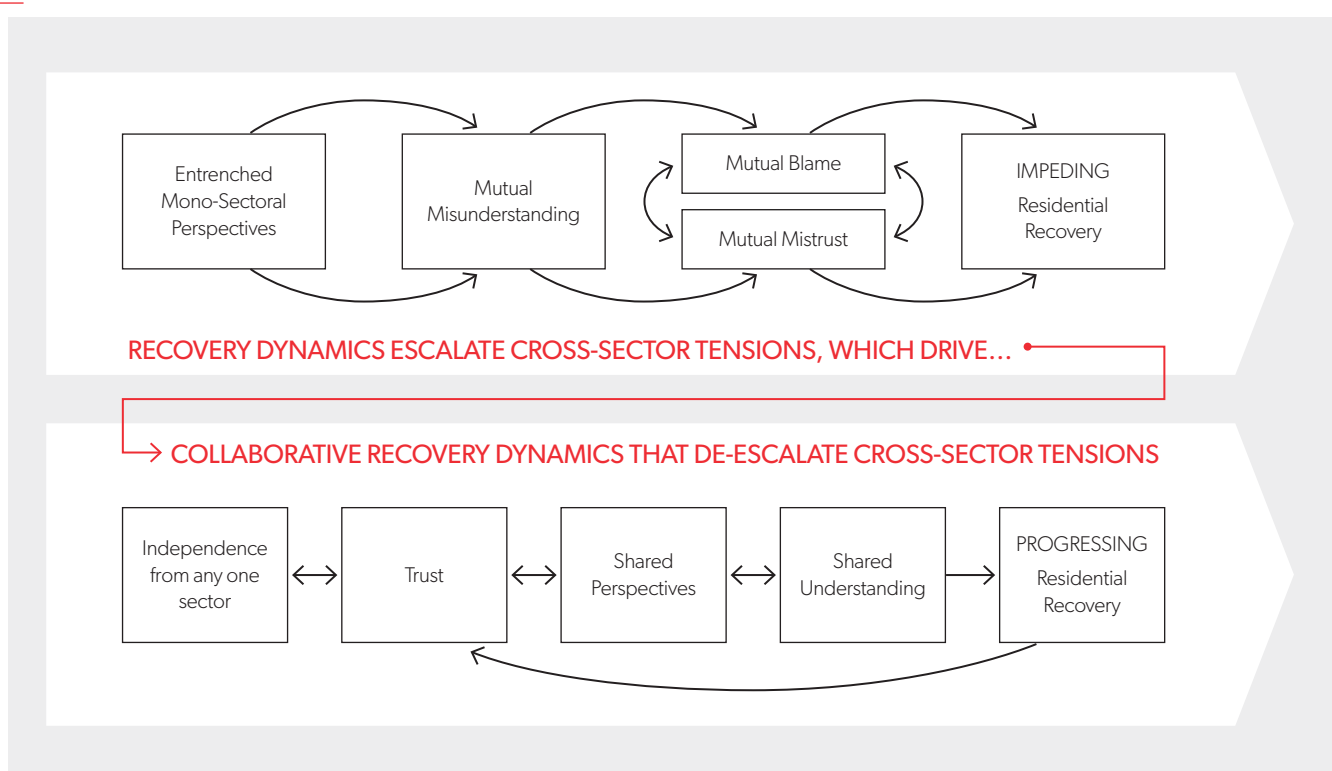 Entrenched
Mono-Sectoral
Perspectives
Mutual
Misunderstanding
Mutual Blame
Mutual Mistrust
IMPEDING
Residential
Recovery
RECOVERY DYNAMICS ESCALATE CROSS-SECTOR TENSIONS, WHICH DRIVE...
COLLABORATIVE RECOVERY DYNAMICS THAT DE-ESCALATE CROSS-SECTOR TENSIONS
Independence
from any one
sector
Trust
Shared
Perspectives
Shared
Understanding
PROGRESSING
Residential
Recovery